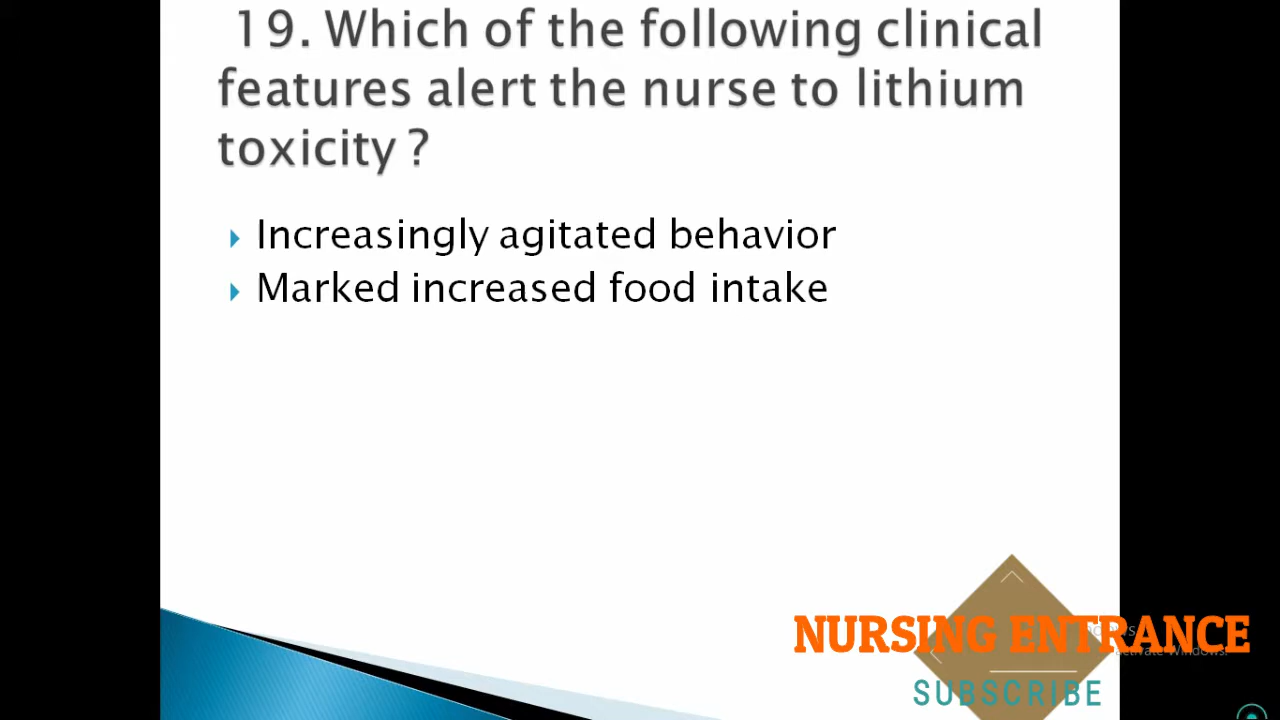 19. Which of the following clinical
features alert the nurse to lithium
toxicity ?
Increasingly agitated behavior
Marked increased food intake
NURSING ENTRANCE
SUBSCRIBE